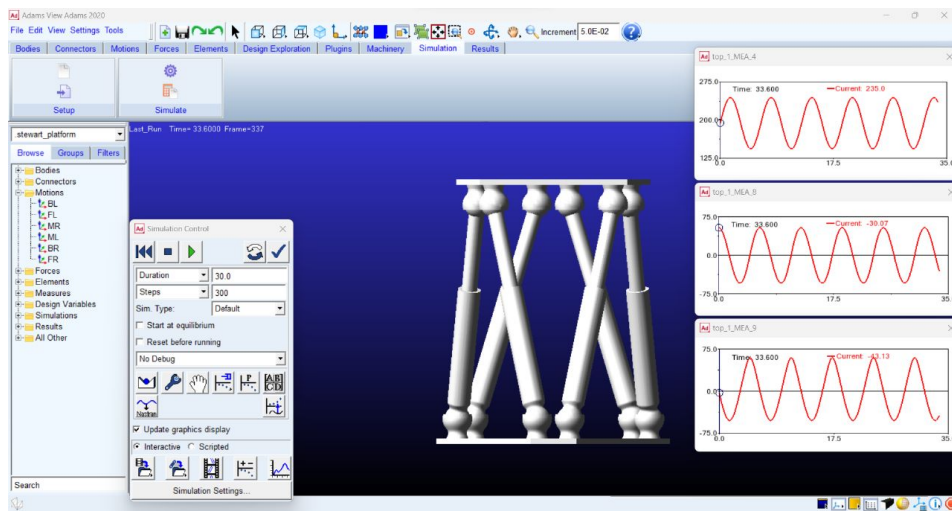 Adams View Adams 2020
File Edit View Settings Tools
Increment 5.0E-02
Bodies Connectors Motions Forces Elements Design Exploration Plugins Machinery Simulation Results
Setup Simulate
.stewart_platform
Browse Groups Filters
Bodies
Connectors
Motions
BL
FL
MR
ML
BR
FR
Forces
Elements
Measures
Design Variables
Simulations
Results
All Other
Search
Last_Run Time= 33.6000 Frame=337
Simulation Control
Duration 30.0
Steps 300
Sim. Type: Default
Start at equilibrium
Reset before running
No Debug
Nastran
Update graphics display
Interactive Scripted
Simulation Settings...
top_1_MEA_4
275.0
Time: 33.600 Current: 235.0
200.0
125.0
0.0 17.5 35.0
top_1_MEA_8
75.0
Time: 33.600
0.0
-75.0
0.0 17.5 35.0
top_1_MEA_9
75.0
Time: 33.600 Current: -43.13
0.0
-75.0
0.0 17.5 35.0